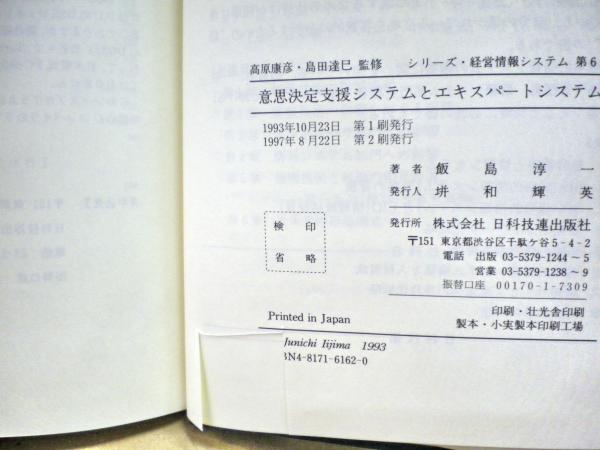 高原康彦・島田達巳 監修 シリーズ・経営情報システム 第6
意思決定支援システムとエキスパートシステム
1993年10月23日 第1刷発行
1997年8月22日 第2刷発行
著者 飯島淳一
発行人 垪和輝英
検印
省略
発行所 株式会社 日科技連出版社
〒151 東京都渋谷区千駄ケ谷5-4-2
電話 出版 03-5379-1244~5
営業 03-5379-1238~9
振替口座 00170-1-7309
印刷・壮光舎印刷
製本・小実製本印刷工場
Printed in Japan
Junichi Iijima 1993
BN4-8171-6162-0